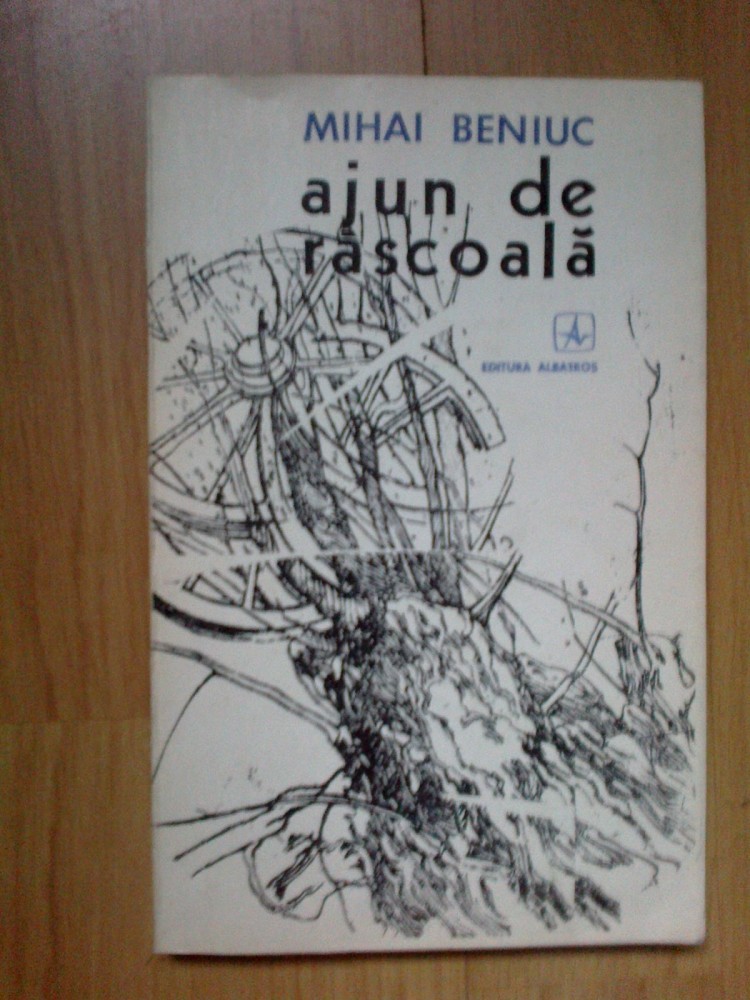 MIHAI BENIUC
ajun de
răscoală
EDITURA ALBATROS